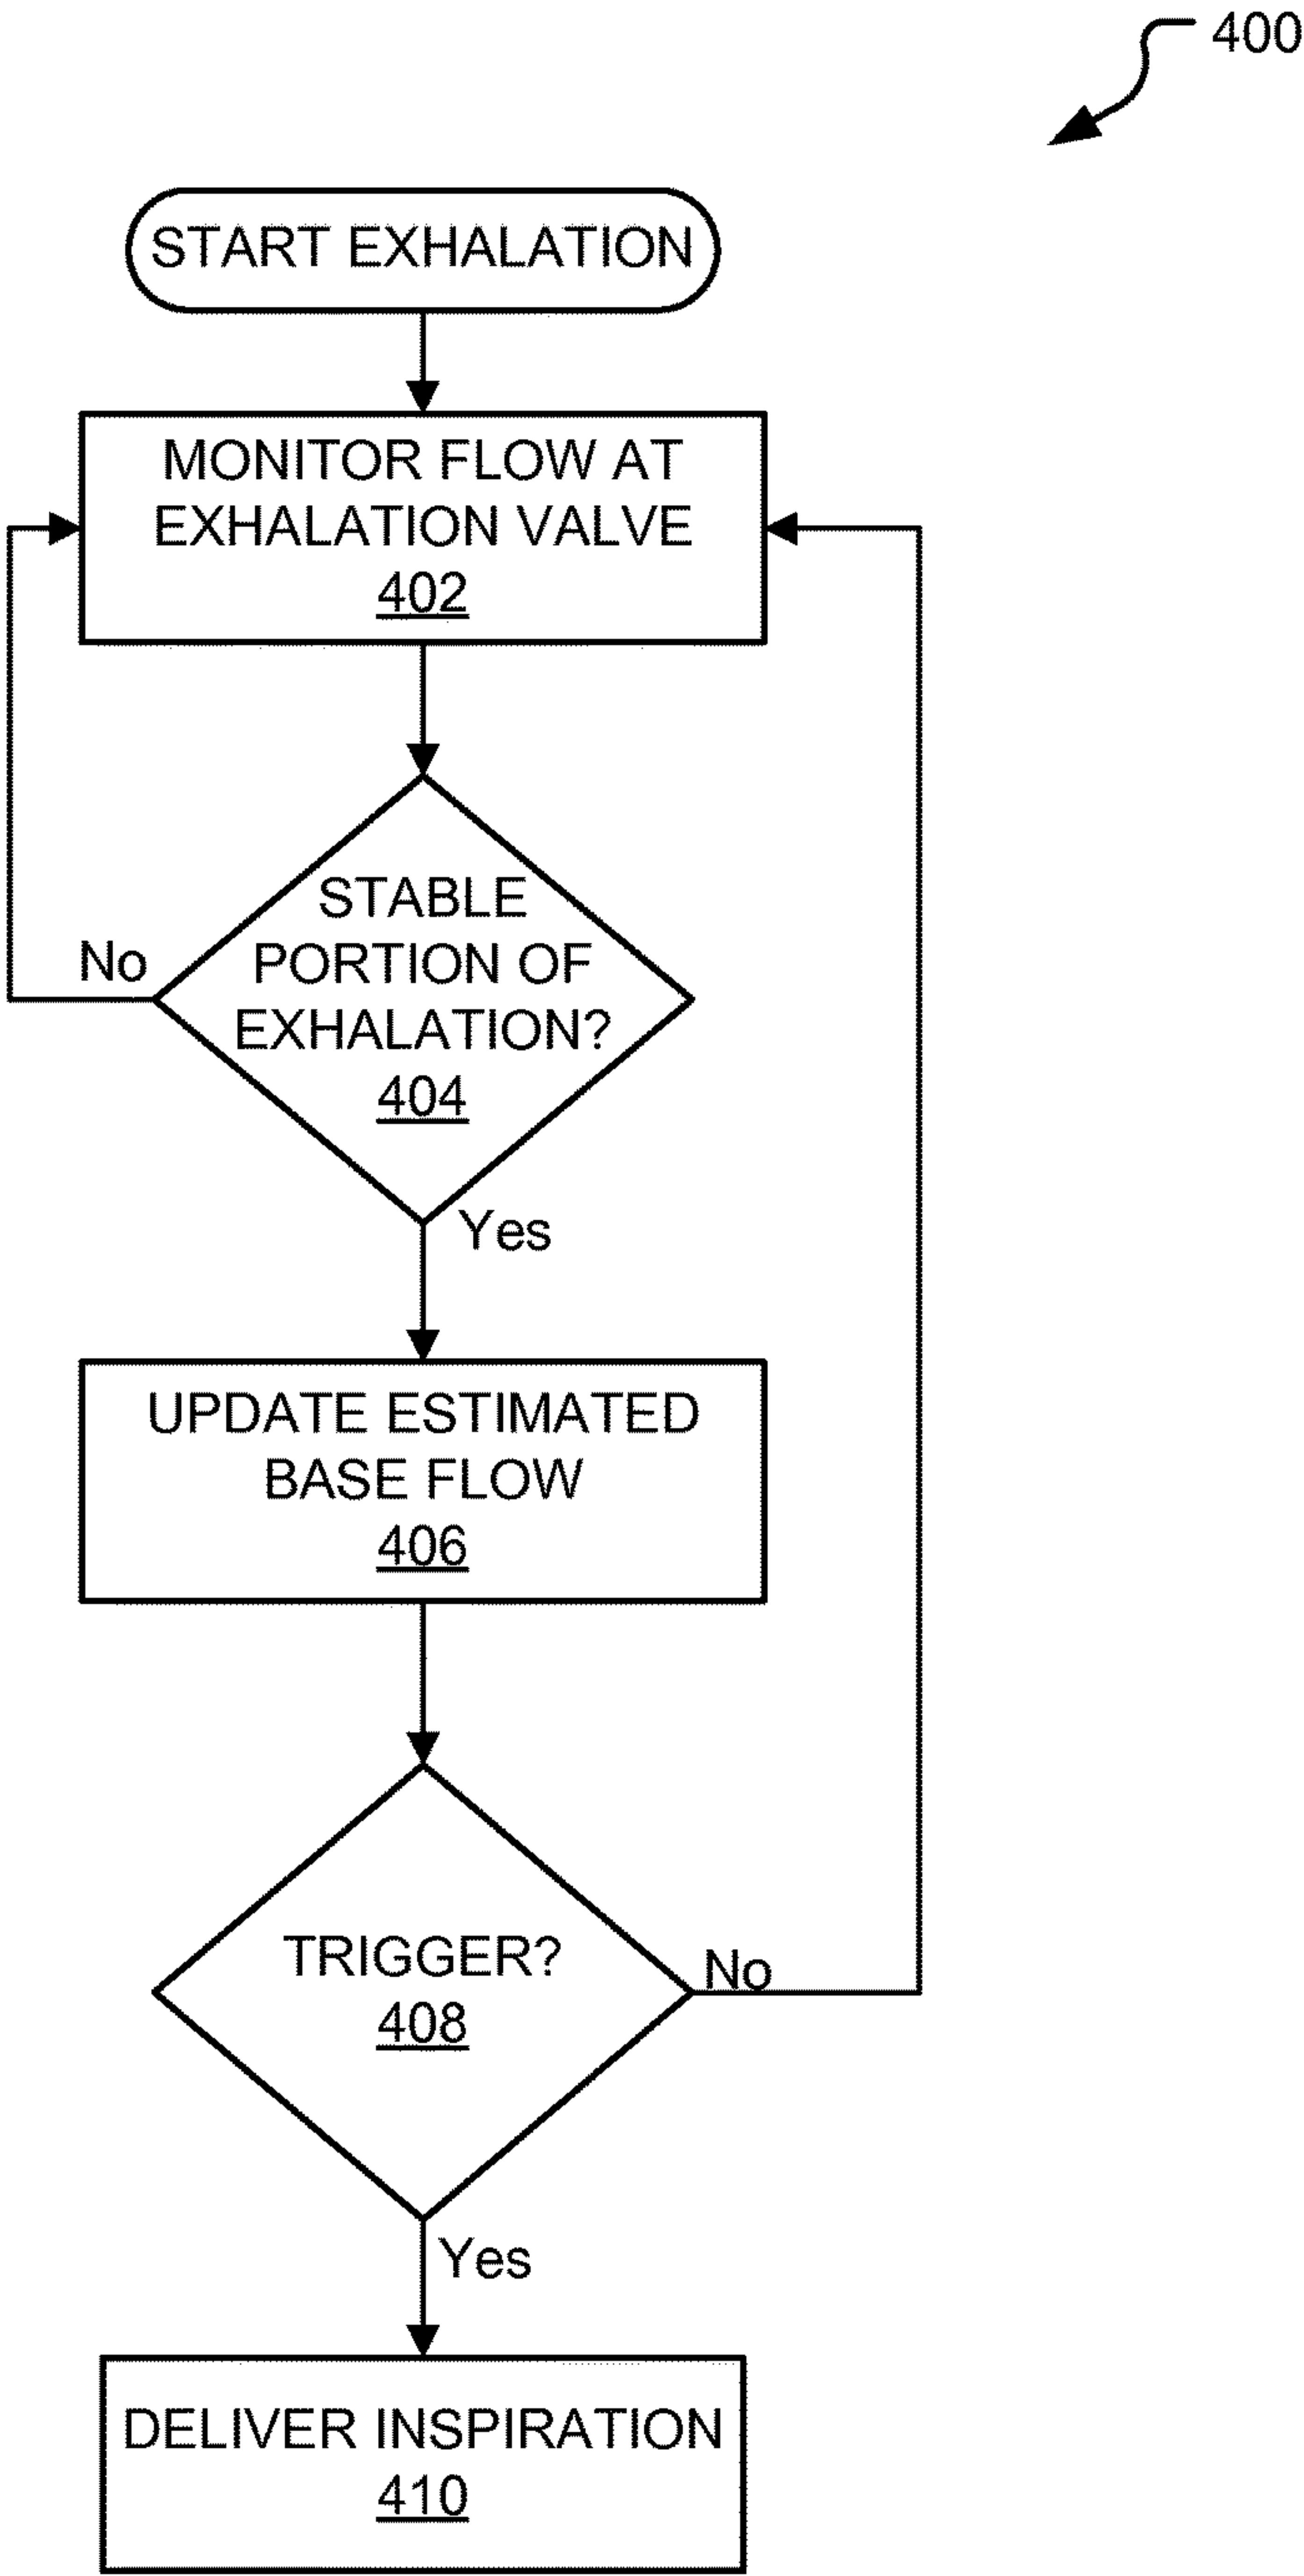 400
START EXHALATION
MONITOR FLOW AT
EXHALATION VALVE
402
STABLE
PORTION OF
EXHALATION?
404
No
Yes
UPDATE ESTIMATED
BASE FLOW
406
TRIGGER?
408
No
Yes
DELIVER INSPIRATION
410